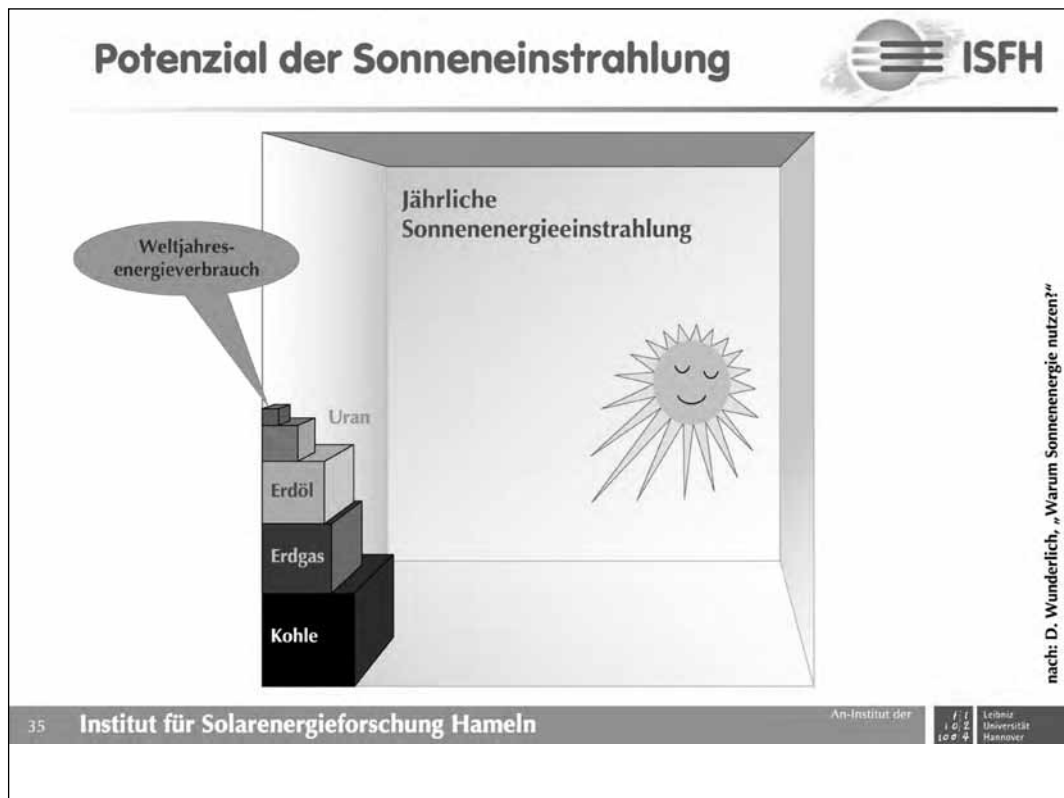 Potenzial der Sonneneinstrahlung
ISFH
Jährliche
Sonnenenergieeinstrahlung
Weltjahres-
energieverbrauch
Uran
Erdöl
Erdgas
Kohle
nach: D. Wunderlich, „Warum Sonnenenergie nutzen?“
35 Institut für Solarenergieforschung Hameln
An-Institut der
Leibniz
Universität
Hannover